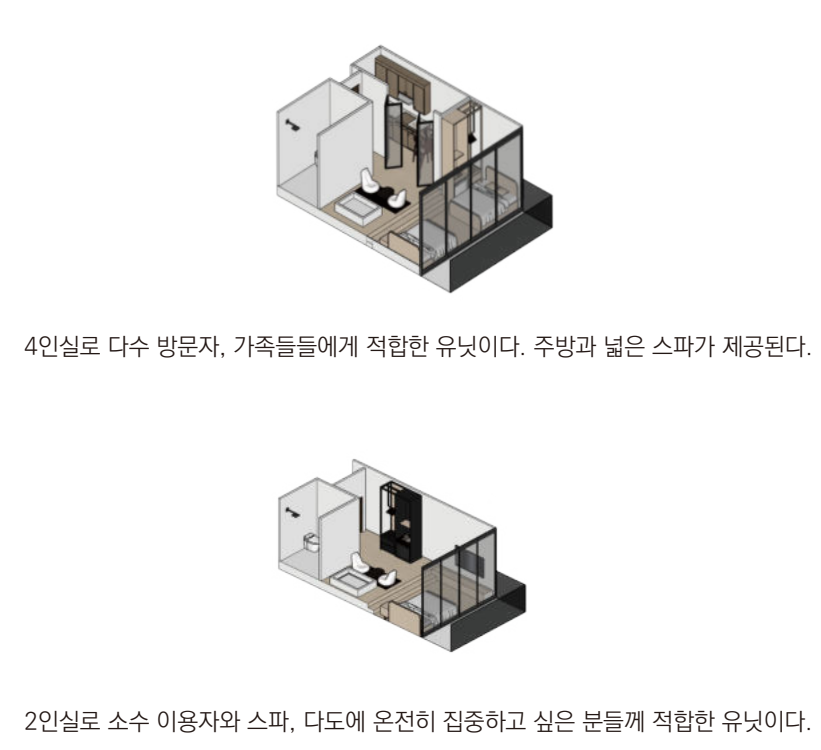 4인실로 다수 방문자, 가족들들에게 적합한 유닛이다. 주방과 넓은 스파가 제공된다.
2인실로 소수 이용자와 스파, 다도에 온전히 집중하고 싶은 분들께 적합한 유닛이다.